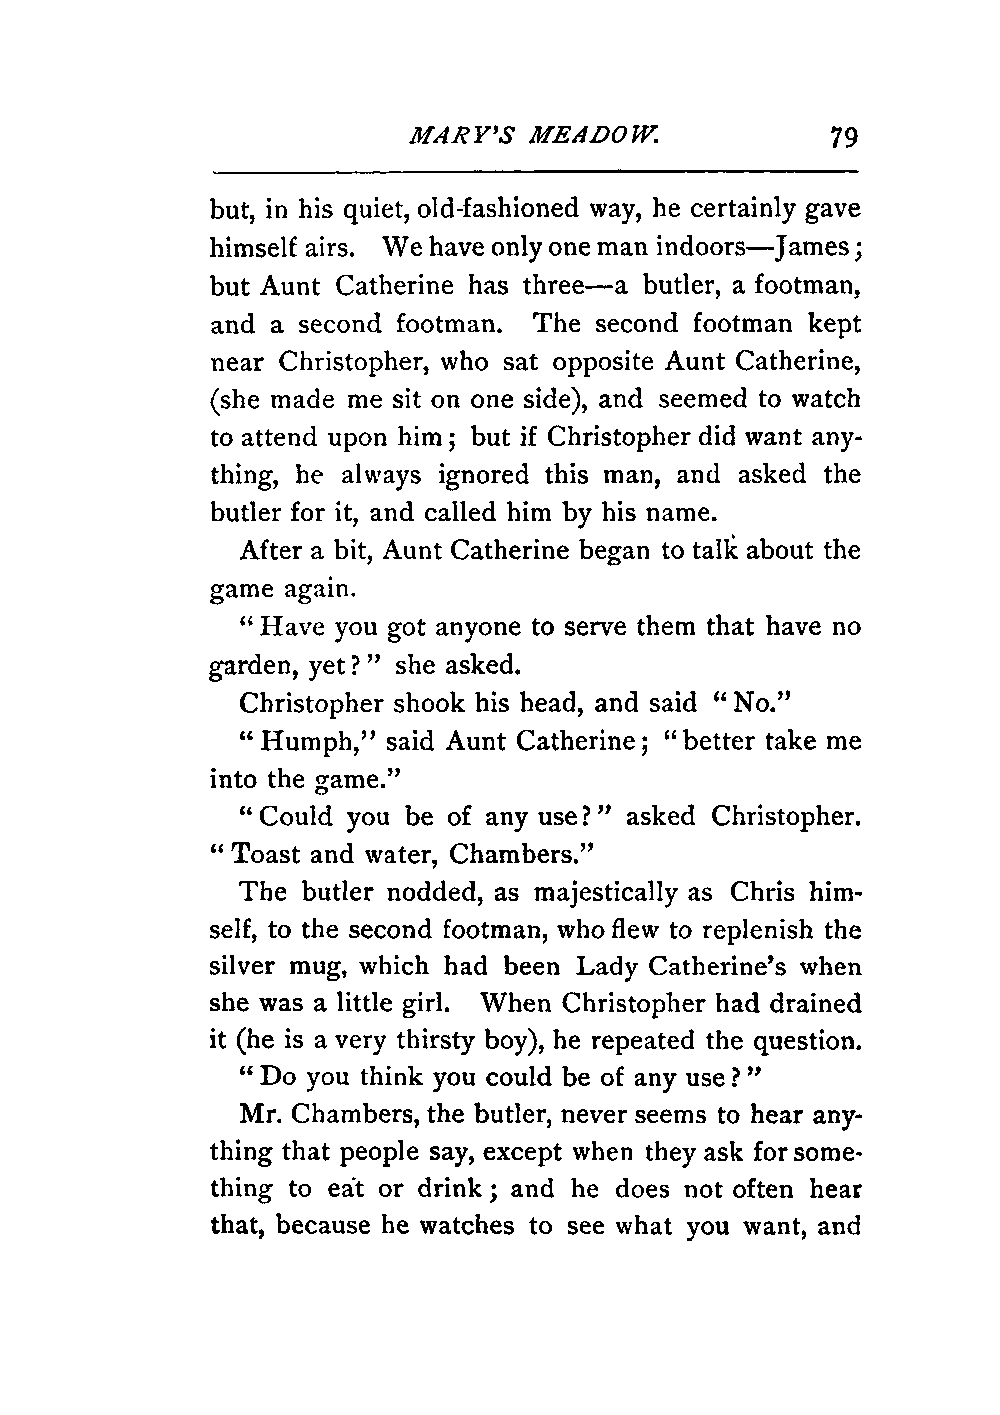 MARY'S MEADOW. 79
but, in his quiet, old-fashioned way, he certainly gave
himself airs. We have only one man indoors—James;
but Aunt Catherine has three—a butler, a footman,
and a second footman. The second footman kept
near Christopher, who sat opposite Aunt Catherine,
(she made me sit on one side), and seemed to watch
to attend upon him; but if Christopher did want any-
thing, he always ignored this man, and asked the
butler for it, and called him by his name.
After a bit, Aunt Catherine began to talk about the
game again.
"Have you got anyone to serve them that have no
garden, yet?" she asked.
Christopher shook his head, and said "No."
"Humph," said Aunt Catherine; "better take me
into the game."
"Could you be of any use?" asked Christopher.
"Toast and water, Chambers."
The butler nodded, as majestically as Chris him-
self, to the second footman, who flew to replenish the
silver mug, which had been Lady Catherine's when
she was a little girl. When Christopher had drained
it (he is a very thirsty boy), he repeated the question.
"Do you think you could be of any use?"
Mr. Chambers, the butler, never seems to hear any-
thing that people say, except when they ask for some-
thing to eat or drink; and he does not often hear
that, because he watches to see what you want, and